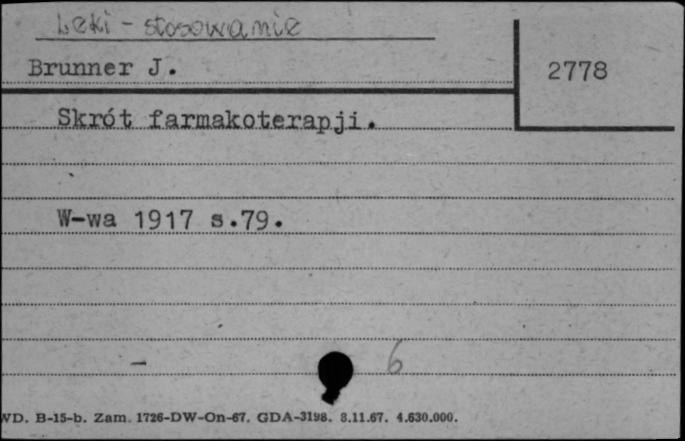 Leki - stosowanie
Brunner J.
2778
Skrót farmakoterapji.
W-wa 1917 s.79.
6
WD. B-15-b. Zam. 1726-DW-On-67. GDA-3198. 8.11.67. 4.630.000.